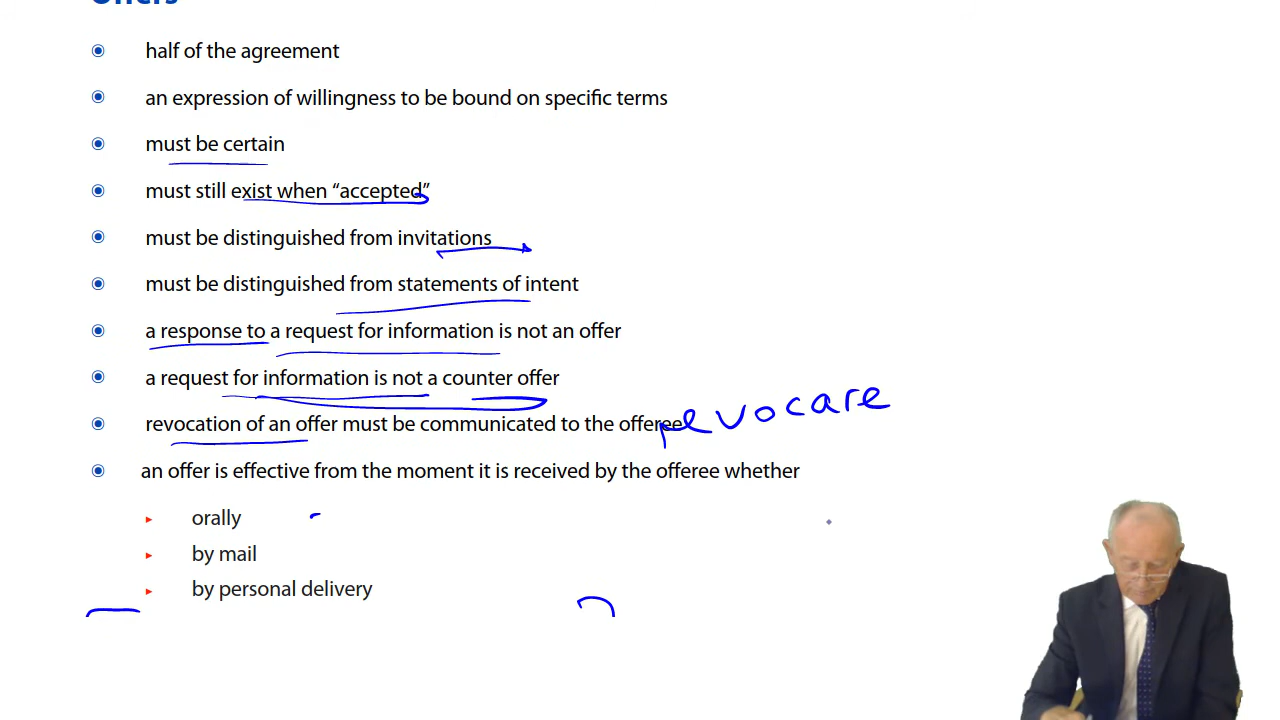 Offers
half of the agreement
an expression of willingness to be bound on specific terms
must be certain
must still exist when “accepted”
must be distinguished from invitations
must be distinguished from statements of intent
a response to a request for information is not an offer
a request for information is not a counter offer
revocare
revocation of an offer must be communicated to the offeree
an offer is effective from the moment it is received by the offeree whether
orally
by mail
by personal delivery